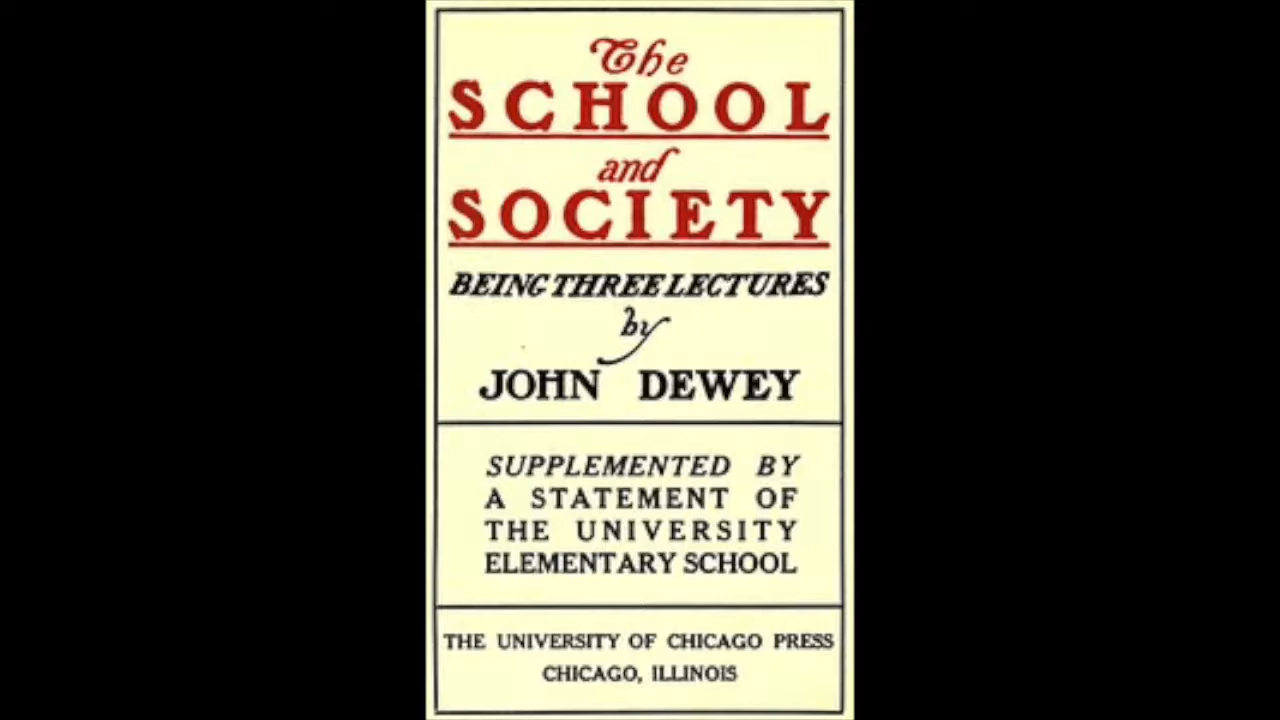 The
SCHOOL
and
SOCIETY
BEING THREE LECTURES
by
JOHN DEWEY
SUPPLEMENTED BY
A STATEMENT OF
THE UNIVERSITY
ELEMENTARY SCHOOL
THE UNIVERSITY OF CHICAGO PRESS
CHICAGO, ILLINOIS